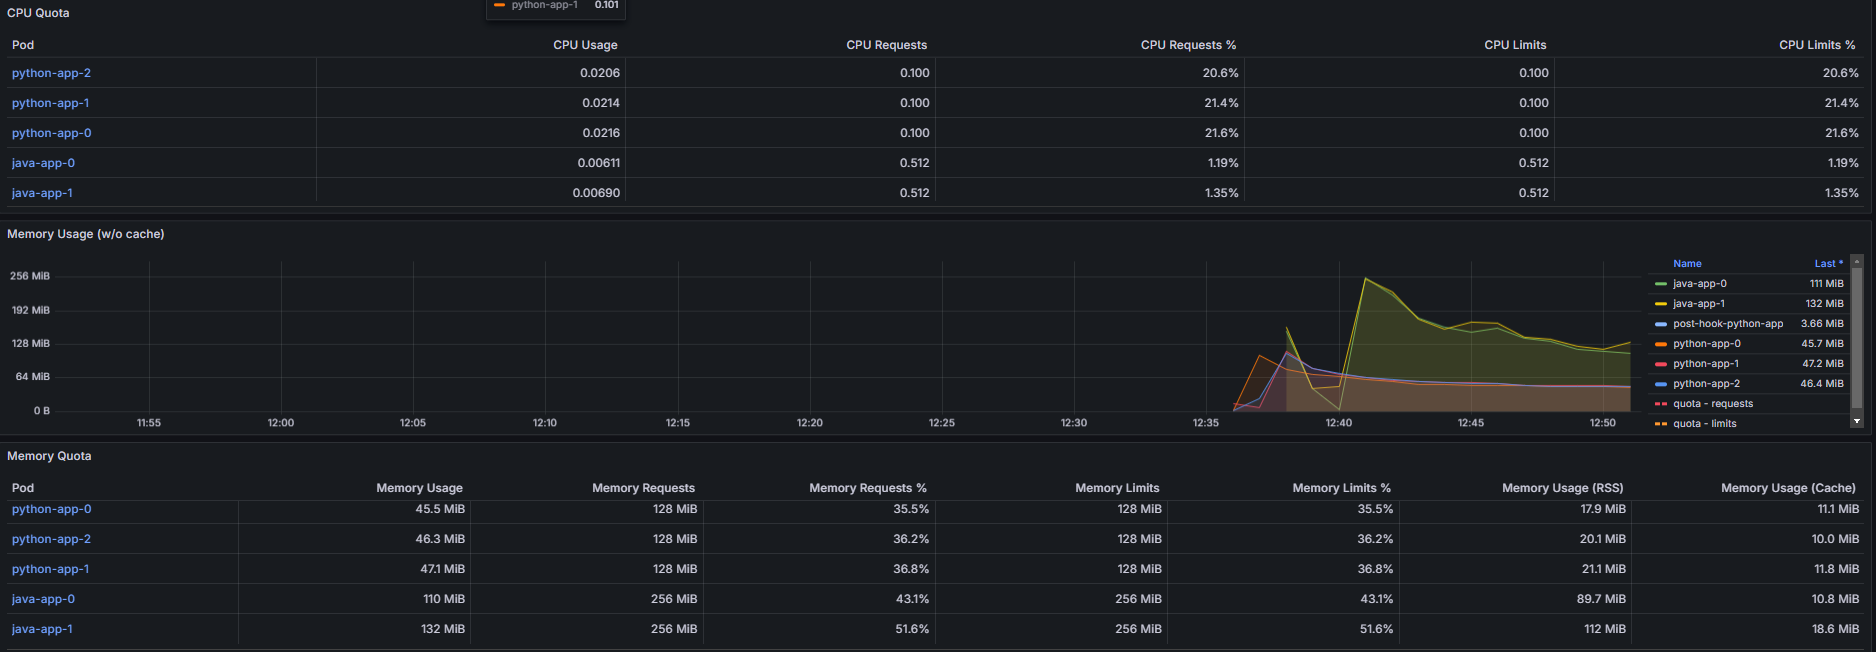 python-app-1 0.101
CPU Quota
Pod CPU Usage CPU Requests CPU Requests % CPU Limits CPU Limits %
python-app-2 0.0206 0.100 20.6% 0.100 20.6%
python-app-1 0.0214 0.100 21.4% 0.100 21.4%
python-app-0 0.0216 0.100 21.6% 0.100 21.6%
java-app-0 0.00611 0.512 1.19% 0.512 1.19%
java-app-1 0.00690 0.512 1.35% 0.512 1.35%
Memory Usage (w/o cache)
256 MiB
192 MiB
128 MiB
64 MiB
0 B
11:55 12:00 12:05 12:10 12:15 12:20 12:25 12:30 12:35 12:40 12:45 12:50
Name Last *
java-app-0 111 MiB
java-app-1 132 MiB
post-hook-python-app 3.66 MiB
python-app-0 45.7 MiB
python-app-1 47.2 MiB
python-app-2 46.4 MiB
quota - requests
quota - limits
Memory Quota
Pod Memory Usage Memory Requests Memory Requests % Memory Limits Memory Limits % Memory Usage (RSS) Memory Usage (Cache)
python-app-0 45.5 MiB 128 MiB 35.5% 128 MiB 35.5% 17.9 MiB 11.1 MiB
python-app-2 46.3 MiB 128 MiB 36.2% 128 MiB 36.2% 20.1 MiB 10.0 MiB
python-app-1 47.1 MiB 128 MiB 36.8% 128 MiB 36.8% 21.1 MiB 11.8 MiB
java-app-0 110 MiB 256 MiB 43.1% 256 MiB 43.1% 89.7 MiB 10.8 MiB
java-app-1 132 MiB 256 MiB 51.6% 256 MiB 51.6% 112 MiB 18.6 MiB